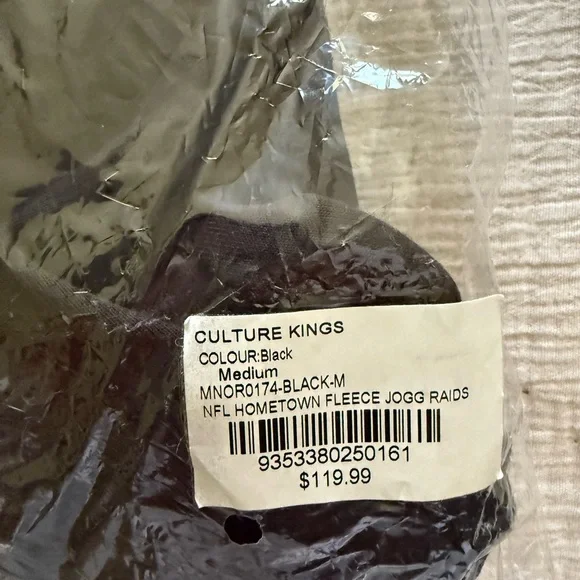 CULTURE KINGS
COLOUR:Black
Medium
MNOR0174-BLACK-M
NFL HOMETOWN FLEECE JOGG RAIDS
9353380250161
$119.99